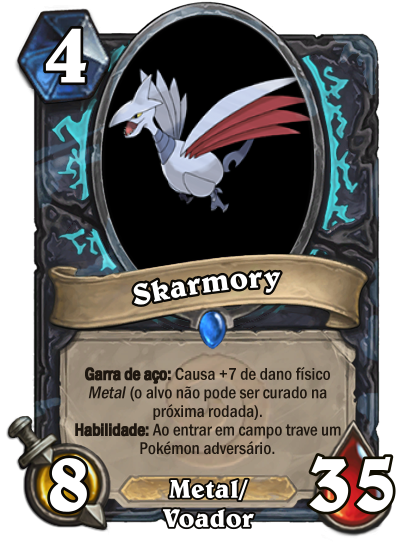 4
Skarmory
Garra de aço: Causa +7 de dano físico
Metal (o alvo não pode ser curado na
próxima rodada).
Habilidade: Ao entrar em campo trave um
Pokémon adversário.
8
Metal/
Voador
35